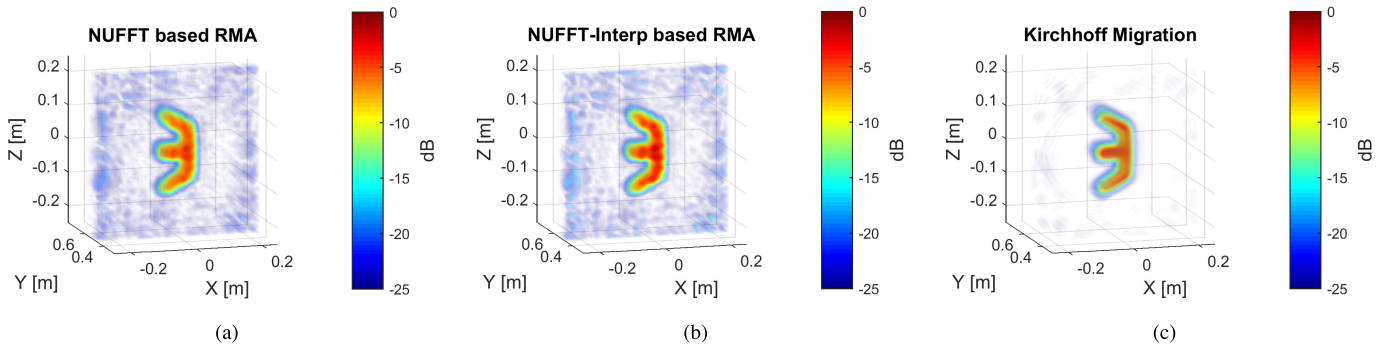 NUFFT based RMA
0.2
0.1
0
-0.1
-0.2
Z [m]
0.6
0.4
Y [m]
-0.2
0
0.2
X [m]
0
-5
-10
-15
-20
-25
dB
(a)
NUFFT-Interp based RMA
0.2
0.1
0
-0.1
-0.2
Z [m]
0.6
0.4
Y [m]
-0.2
0
0.2
X [m]
0
-5
-10
-15
-20
-25
dB
(b)
Kirchhoff Migration
0.2
0.1
0
-0.1
-0.2
Z [m]
0.6
0.4
Y [m]
-0.2
0
0.2
X [m]
0
-5
-10
-15
-20
-25
dB
(c)